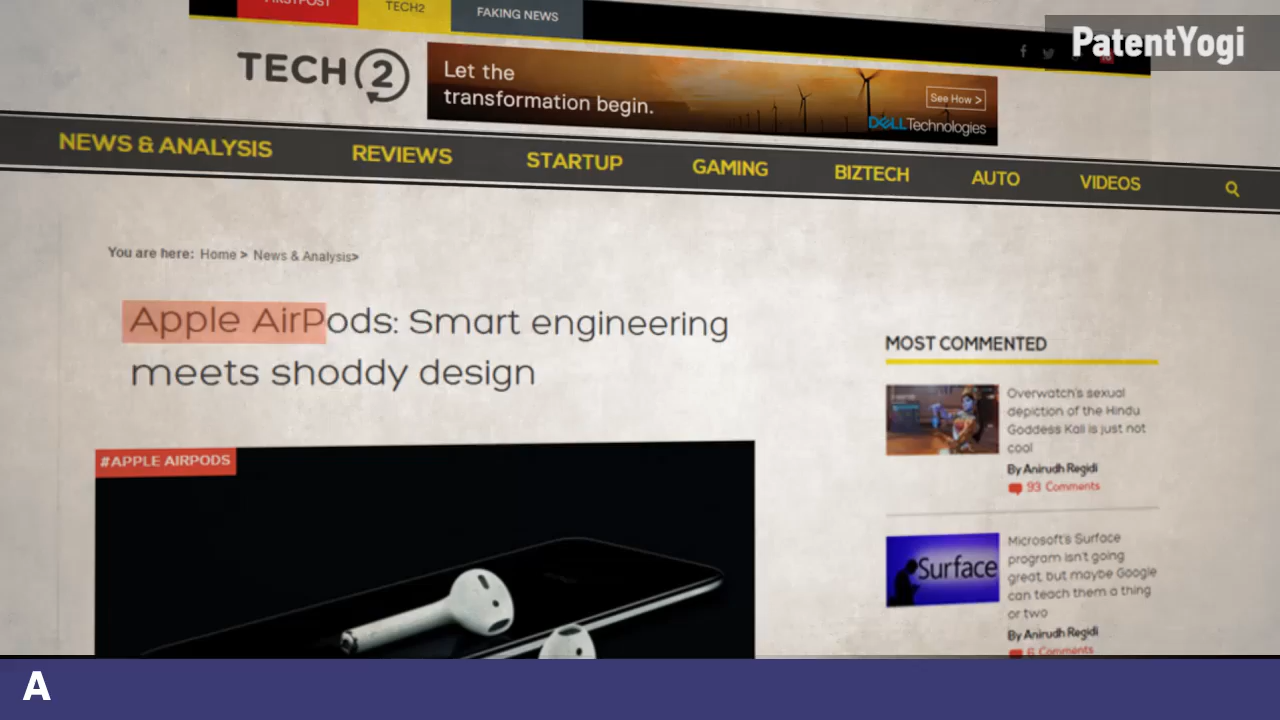 FIRSTPOST
TECH2
FAKING NEWS
PatentYogi
TECH 2
Let the
transformation begin.
See How >
DELLTechnologies
NEWS & ANALYSIS
REVIEWS
STARTUP
GAMING
BIZTECH
AUTO
VIDEOS
You are here: Home > News & Analysis>
Apple AirPods: Smart engineering
meets shoddy design
#APPLE AIRPODS
MOST COMMENTED
Overwatch's sexual
depiction of the Hindu
Goddess Kali is just not
cool
By Anirudh Regidi
93 Comments
Surface
Microsoft's Surface
program isn't going
great, but maybe Google
can teach them a thing
or two
By Anirudh Regidi
6 Comments
A